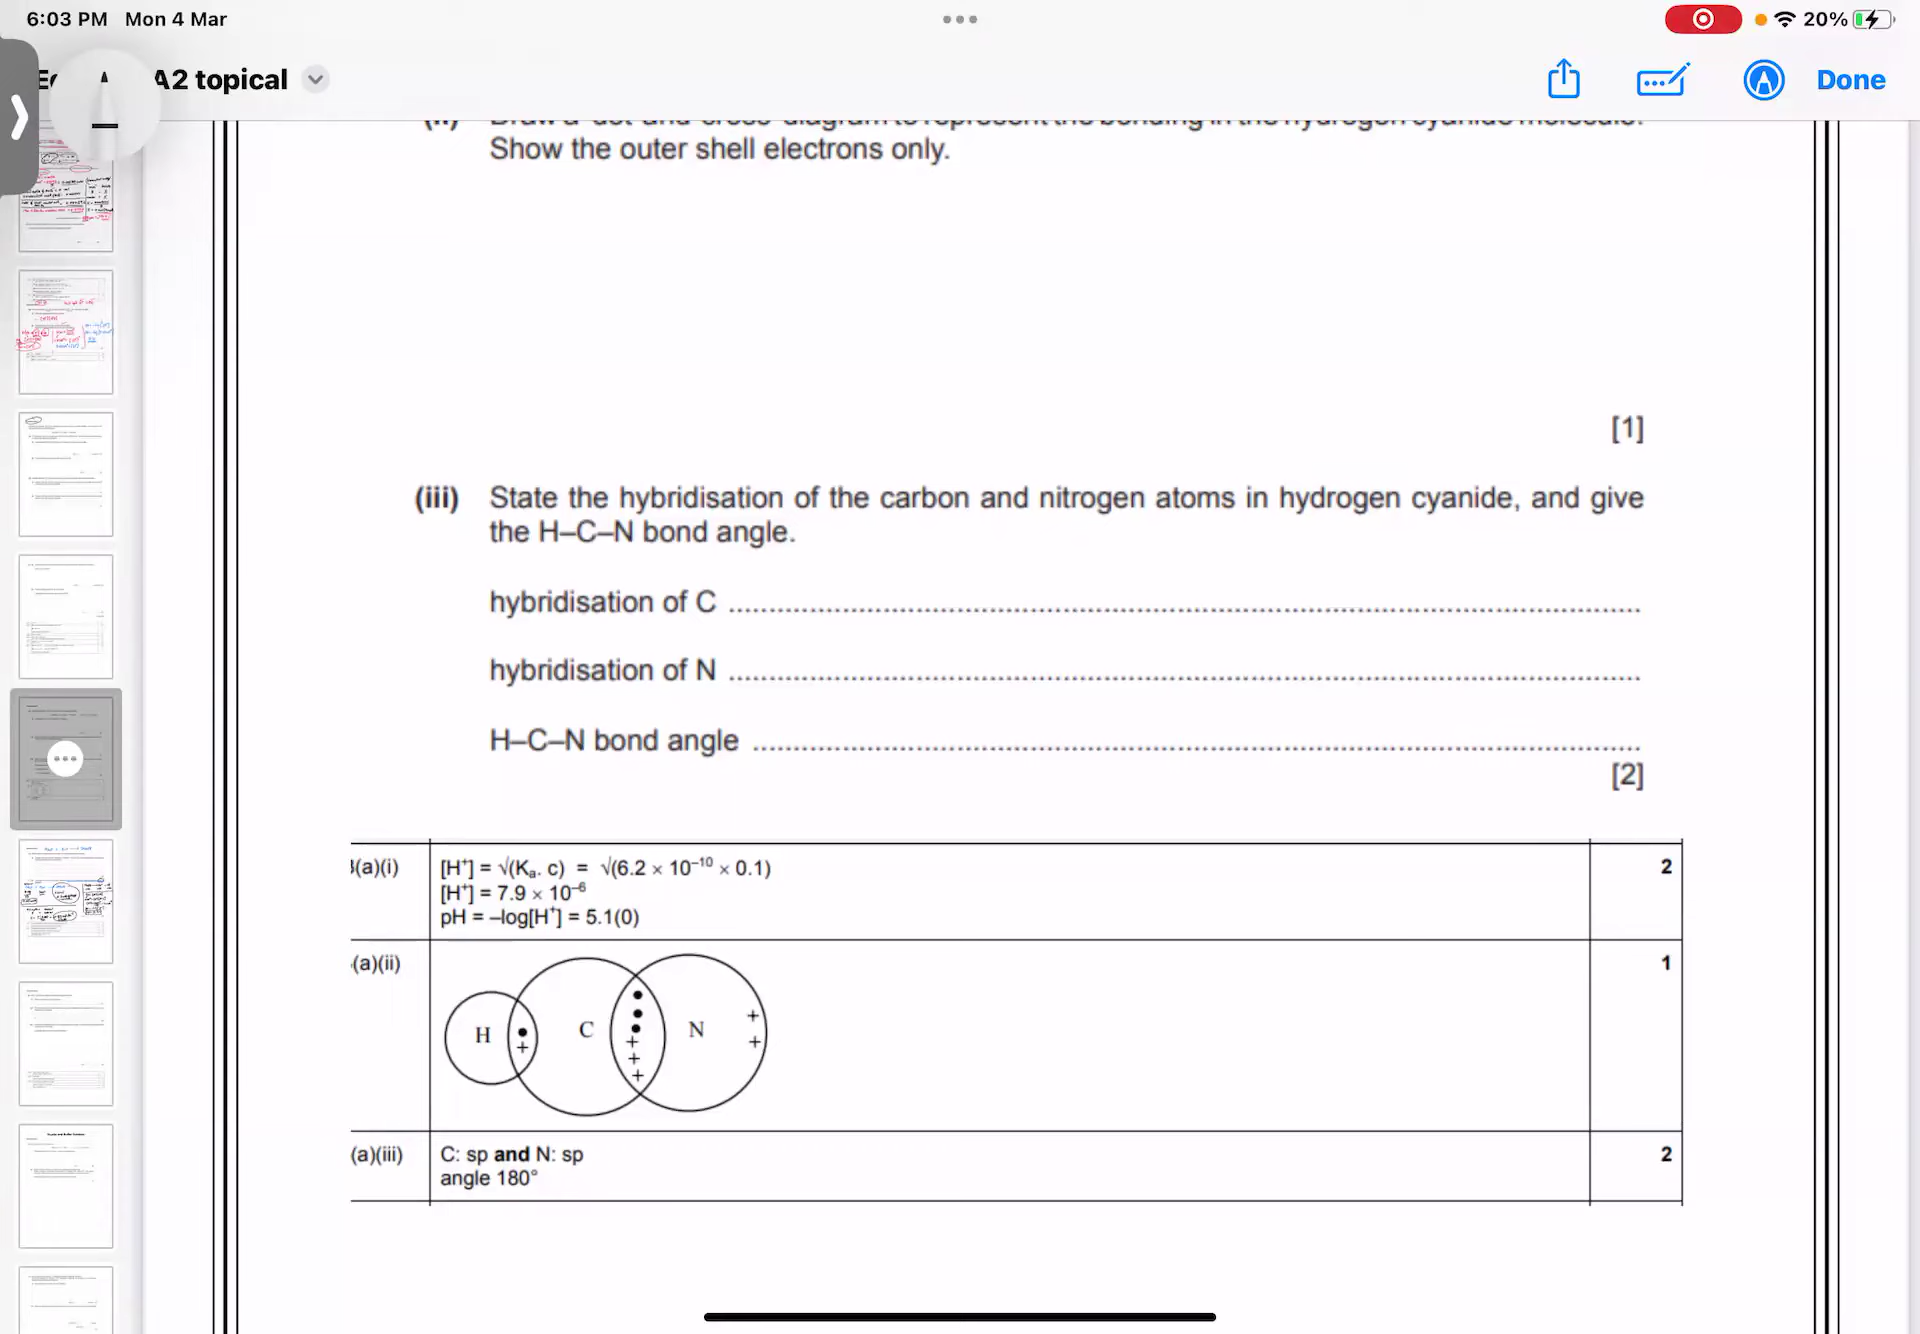 6:03 PM Mon 4 Mar
20%
A2 topical
Done
Show the outer shell electrons only.
[1]
(iii) State the hybridisation of the carbon and nitrogen atoms in hydrogen cyanide, and give
the H–C–N bond angle.
hybridisation of C
hybridisation of N
H–C–N bond angle
[2]
(a)(i) [H⁺] = √(Kₐ. c) = √(6.2 × 10⁻¹⁰ × 0.1) 2
[H⁺] = 7.9 × 10⁻⁶
pH = –log[H⁺] = 5.1(0)
(a)(ii) 1
H C N
(a)(iii) C: sp and N: sp 2
angle 180°